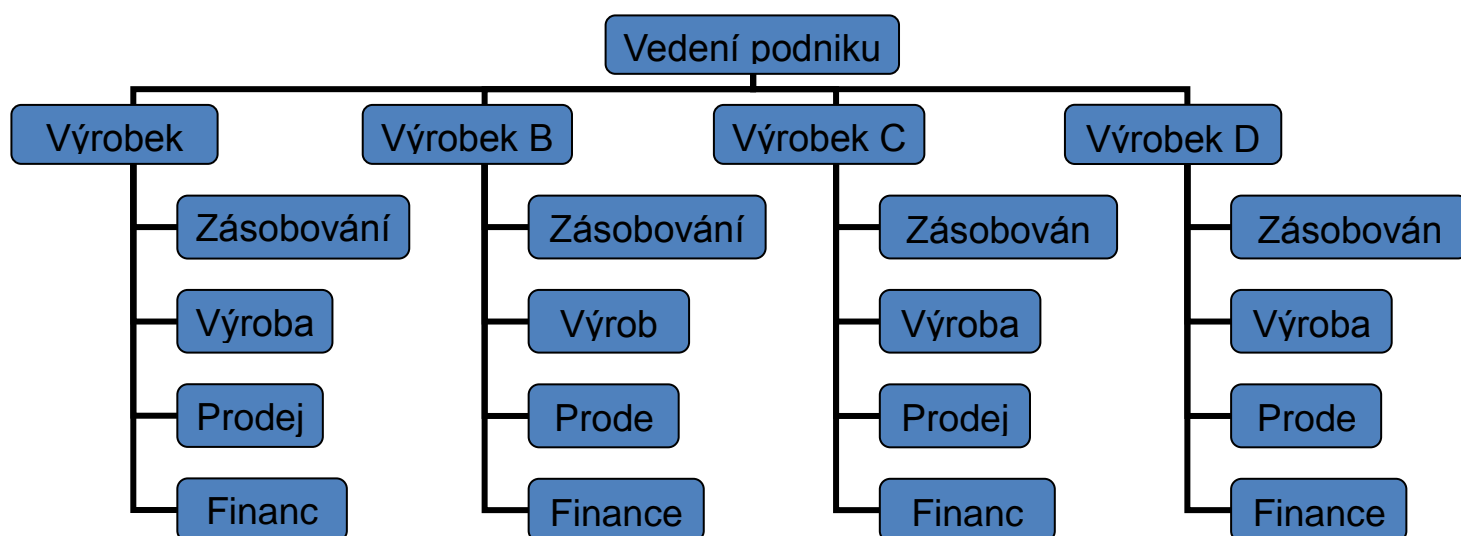 Vedení podniku
Výrobek
Výrobek B
Výrobek C
Výrobek D
Zásobování
Zásobování
Zásobován
Zásobován
Výroba
Výrob
Výroba
Výroba
Prodej
Prode
Prodej
Prode
Financ
Finance
Financ
Finance